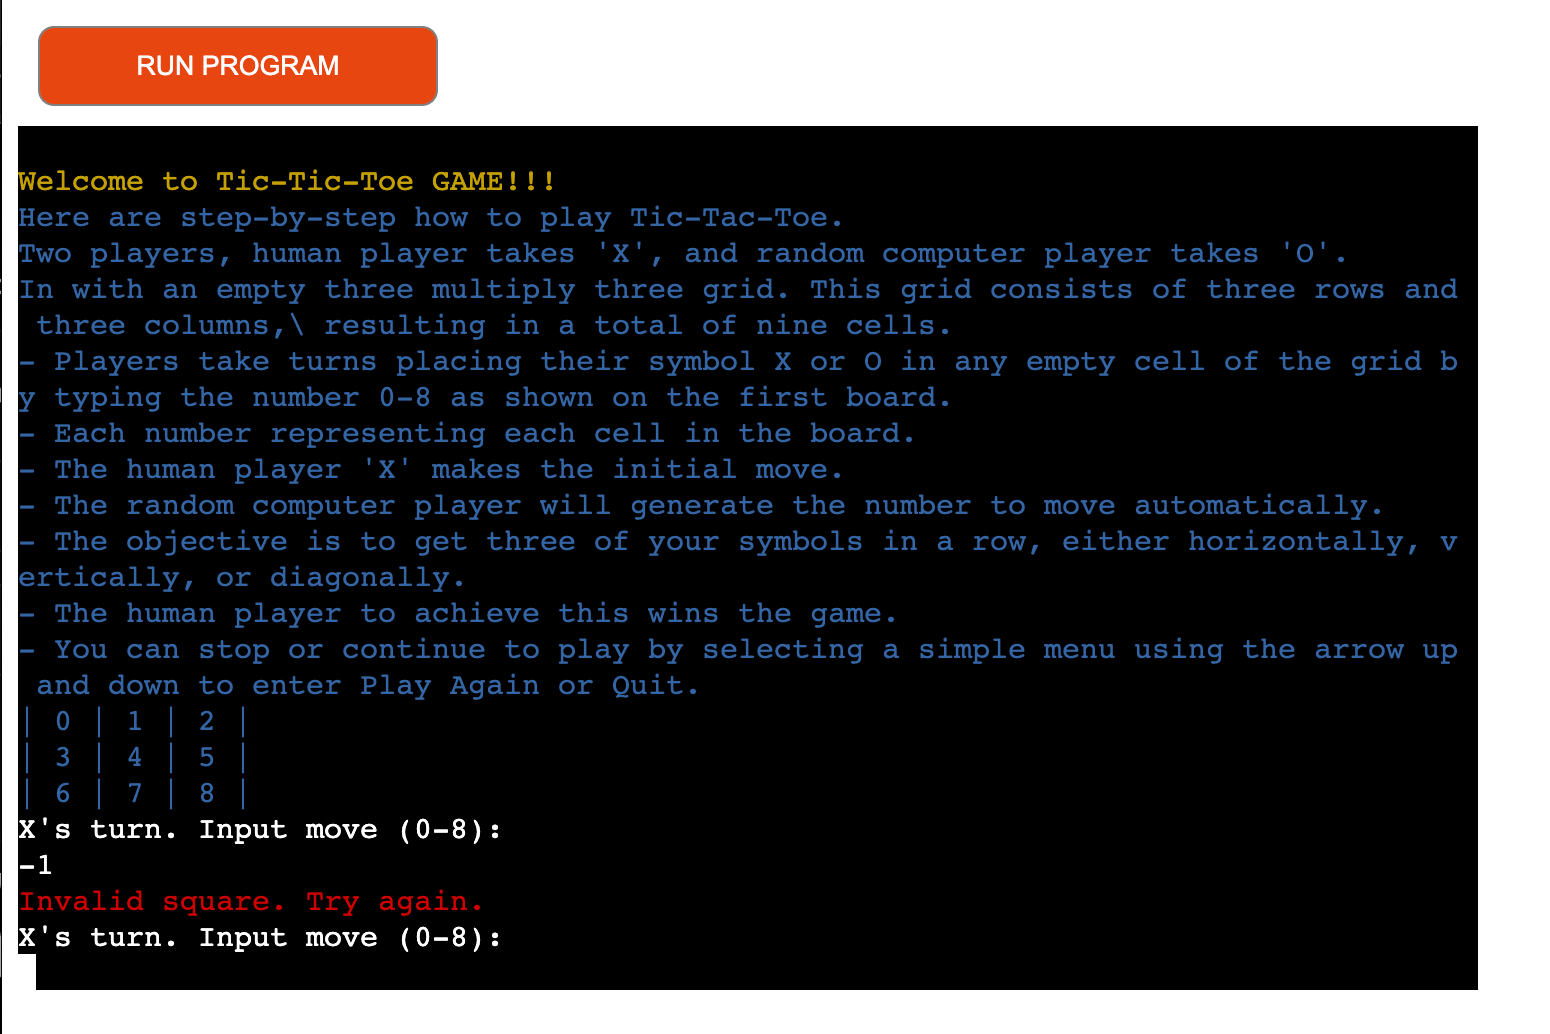 RUN PROGRAM
Welcome to Tic-Tic-Toe GAME!!!
Here are step-by-step how to play Tic-Tac-Toe.
Two players, human player takes 'X', and random computer player takes 'O'.
In with an empty three multiply three grid. This grid consists of three rows and
 three columns,\ resulting in a total of nine cells.
- Players take turns placing their symbol X or O in any empty cell of the grid b
y typing the number 0-8 as shown on the first board.
- Each number representing each cell in the board.
- The human player 'X' makes the initial move.
- The random computer player will generate the number to move automatically.
- The objective is to get three of your symbols in a row, either horizontally, v
ertically, or diagonally.
- The human player to achieve this wins the game.
- You can stop or continue to play by selecting a simple menu using the arrow up
 and down to enter Play Again or Quit.
| 0 | 1 | 2 |
| 3 | 4 | 5 |
| 6 | 7 | 8 |
X's turn. Input move (0-8):
-1
Invalid square. Try again.
X's turn. Input move (0-8):